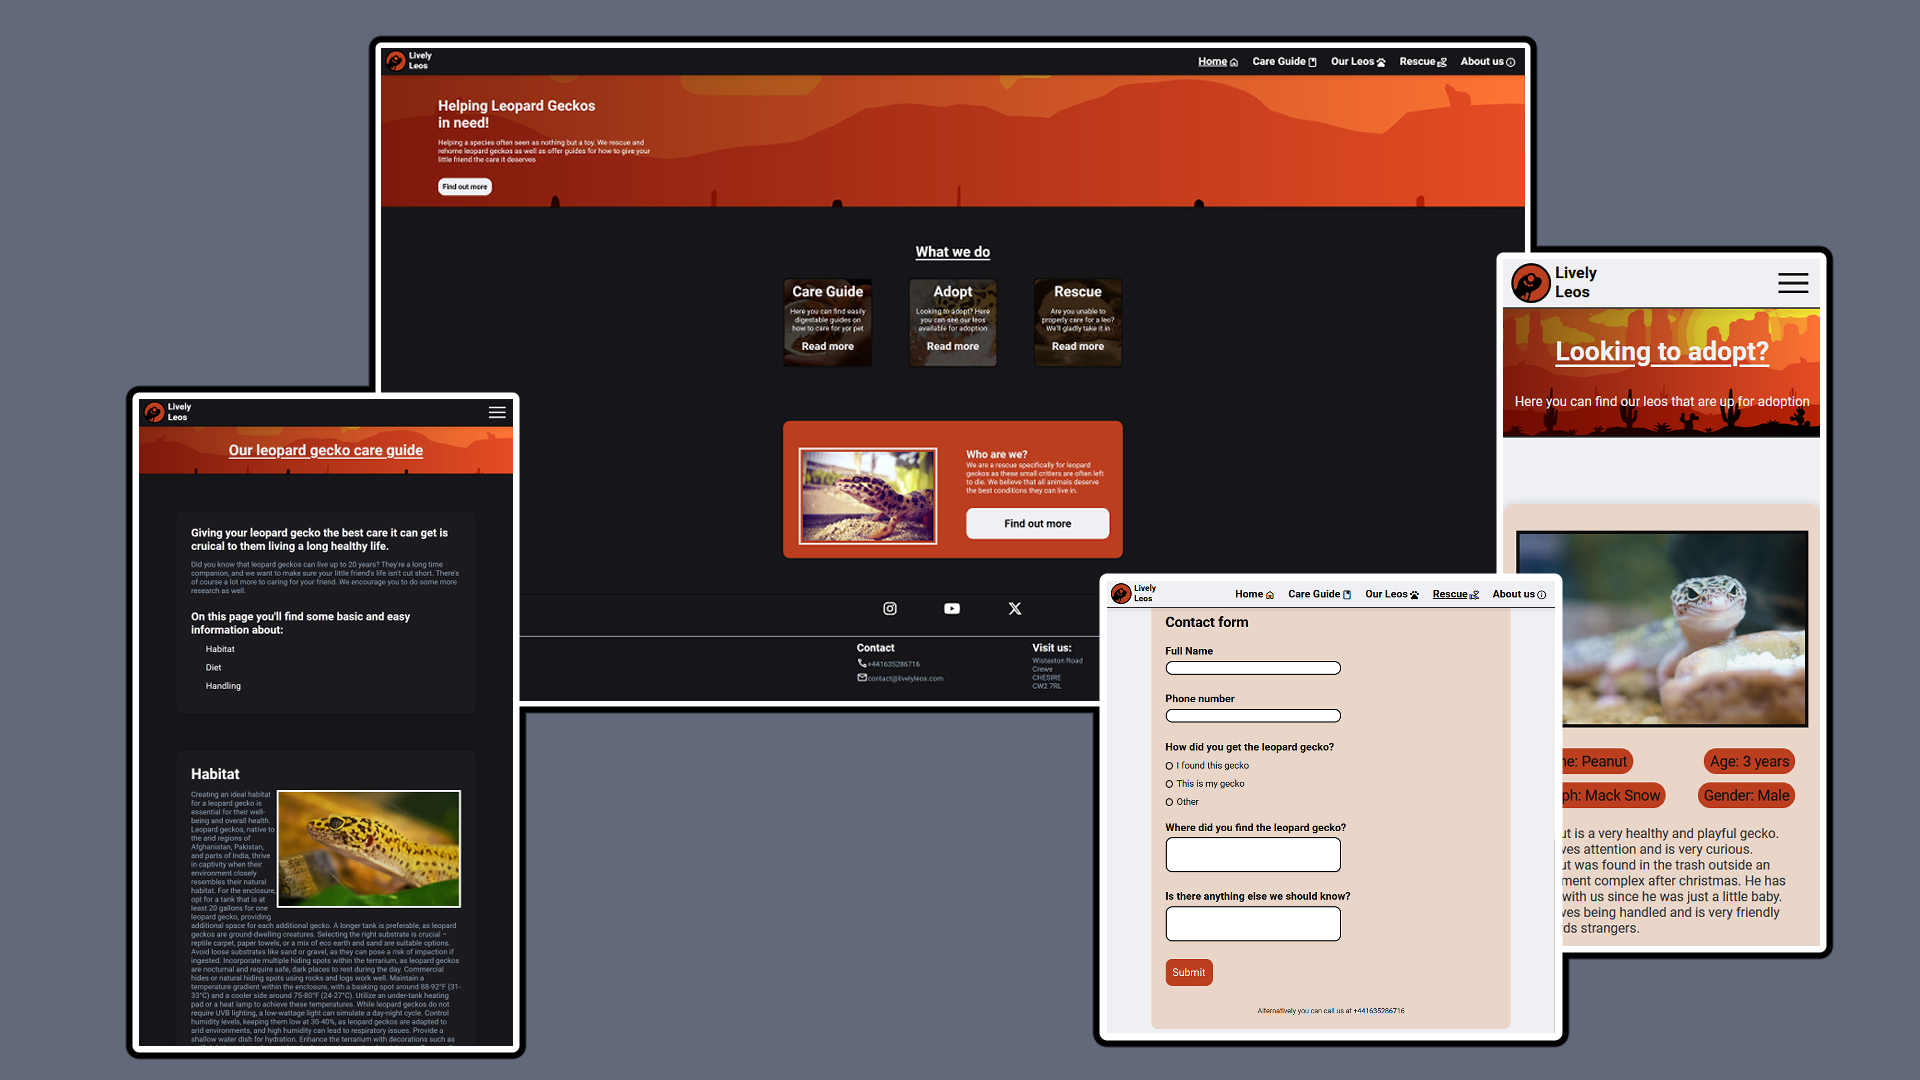 Lively
Leos
Home
Care Guide
Our Leos
Rescue
About us
Helping Leopard Geckos
in need!
Helping a species often seen as nothing but a toy. We rescue and
rehome leopard geckos as well as offer guides for how to give your
little friend the care it deserves
Find out more
What we do
Care Guide
Here you can find easily
digestable guides on
how to care for yor pet
Read more
Adopt
Looking to adopt? Here
you can see our leos
available for adoption
Read more
Rescue
Are you unable to
properly care for a leo?
We'll gladly take it in
Read more
Who are we?
We are a rescue specifically for leopard
geckos as these small critters are often left
to die. We believe that all animals deserve
the best conditions they can live in.
Find out more
Contact
+441635286716
contact@livelyleos.com
Visit us:
Wistaston Road
Crewe
CHESIRE
CW2 7RL
Lively
Leos
Our leopard gecko care guide
Giving your leopard gecko the best care it can get is
cruical to them living a long healthy life.
Did you know that leopard geckos can live up to 20 years? They're a long time
companion, and we want to make sure your little friend's life isn't cut short. There's
of course a lot more to caring for your friend. We encourage you to do some more
research as well.
On this page you'll find some basic and easy
information about:
Habitat
Diet
Handling
Habitat
Creating an ideal habitat
for a leopard gecko is
essential for their well-
being and overall health.
Leopard geckos, native to
the arid regions of
Afghanistan, Pakistan,
and parts of India, thrive
in captivity when their
environment closely
resembles their natural
habitat. For the enclosure,
opt for a tank that is at
least 20 gallons for one
leopard gecko, providing
additional space for each additional gecko. A longer tank is preferable, as leopard
geckos are ground-dwelling creatures. Selecting the right substrate is crucial –
reptile carpet, paper towels, or a mix of eco earth and sand are suitable options.
Avoid loose substrates like sand or gravel, as they can pose a risk of impaction if
ingested. Incorporate multiple hiding spots within the terrarium, as leopard geckos
are nocturnal and require safe, dark places to rest during the day. Commercial
hides or natural hiding spots using rocks and logs work well. Maintain a
temperature gradient within the enclosure, with a basking spot around 88-92°F (31-
33°C) and a cooler side around 75-80°F (24-27°C). Utilize an under-tank heating
pad or a heat lamp to achieve these temperatures. While leopard geckos do not
require UVB lighting, a low-wattage light can simulate a day-night cycle. Control
humidity levels, keeping them low at 30-40%, as leopard geckos are adapted to
arid environments, and high humidity can lead to respiratory issues. Provide a
shallow water dish for hydration. Enhance the terrarium with decorations such as
Lively
Leos
Home
Care Guide
Our Leos
Rescue
About us
Contact form
Full Name
Phone number
How did you get the leopard gecko?
I found this gecko
This is my gecko
Other
Where did you find the leopard gecko?
Is there anything else we should know?
Submit
Alternatively you can call us at +441635286716
Lively
Leos
Looking to adopt?
Here you can find our leos that are up for adoption
e: Peanut
Age: 3 years
ph: Mack Snow
Gender: Male
ut is a very healthy and playful gecko.
ves attention and is very curious.
ut was found in the trash outside an
ment complex after christmas. He has
with us since he was just a little baby.
ves being handled and is very friendly
ds strangers.